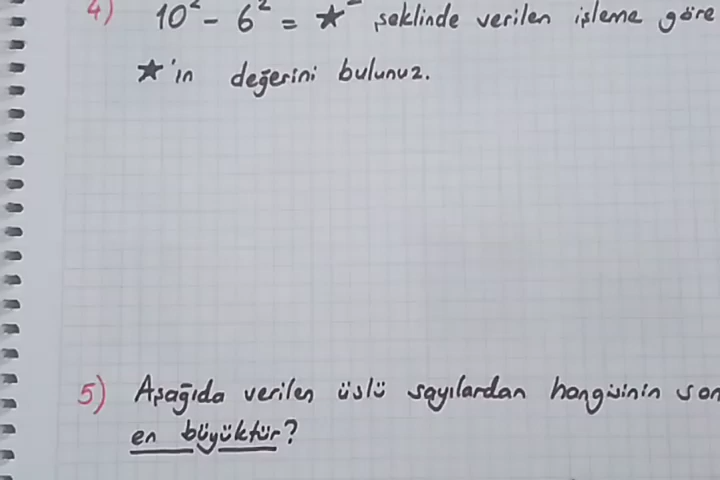 4) 10² - 6² = ★² şeklinde verilen işleme göre
★'ın değerini bulunuz.
5) Aşağıda verilen üslü sayılardan hangisinin son
en büyüktür?